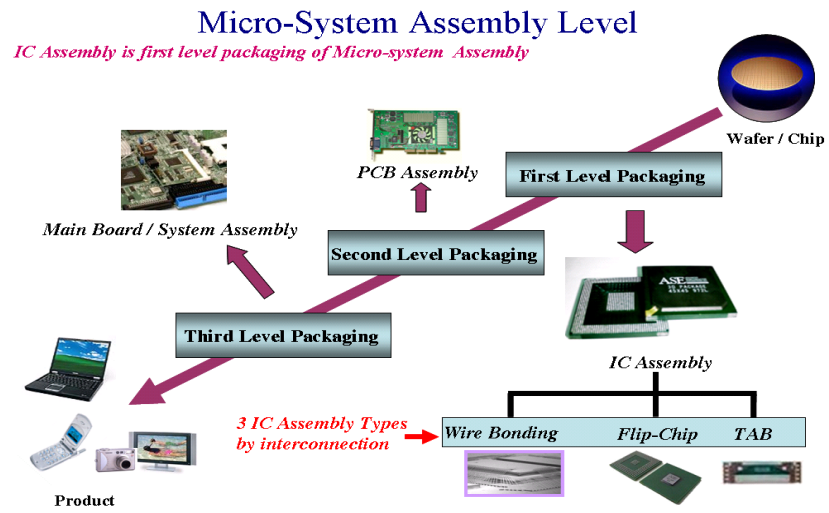 Micro-System Assembly Level
IC Assembly is first level packaging of Micro-system Assembly
Wafer / Chip
PCB Assembly
First Level Packaging
Main Board / System Assembly
Second Level Packaging
ASE
IC PACKAGE
Third Level Packaging
IC Assembly
3 IC Assembly Types
by interconnection
Wire Bonding
Flip-Chip
TAB
Product